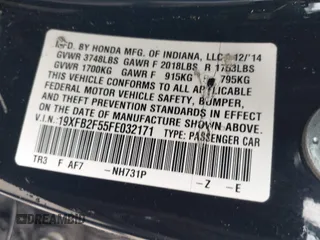 MFD. BY HONDA MFG. OF INDIANA, LLC 12/'14
GVWR 3748LBS GAWR F 2018LBS R 1753LBS
GVWR 1700KG GAWR F 915KG R 795KG
THIS VEHICLE CONFORMS TO ALL APPLICABLE
FEDERAL MOTOR VEHICLE SAFETY, BUMPER,
AND THEFT PREVENTION STANDARDS IN EFFECT
ON THE DATE OF MANUFACTURE SHOWN ABOVE.
V.I.N. 19XFB2F55FE032171 TYPE: PASSENGER CAR
TR3 F AF7 -NH731P -Z -E
DREAMBID